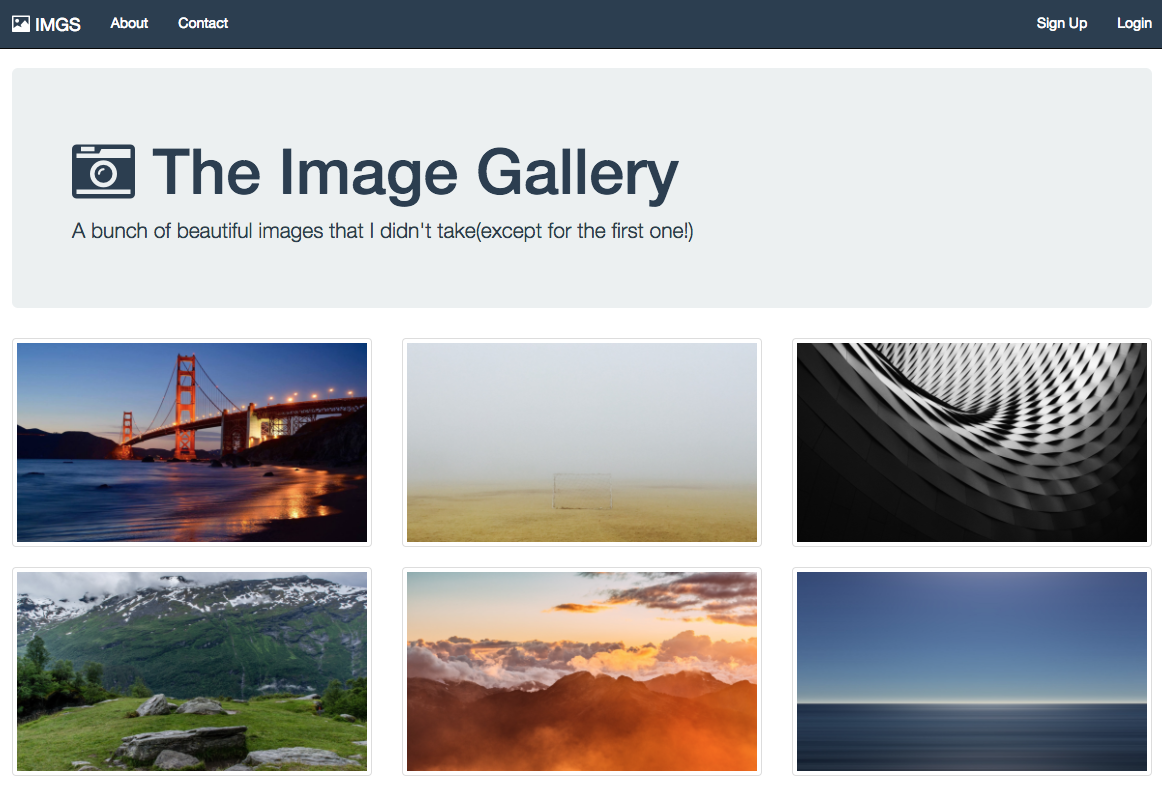 IMGS About Contact Sign Up Login
The Image Gallery
A bunch of beautiful images that I didn't take(except for the first one!)